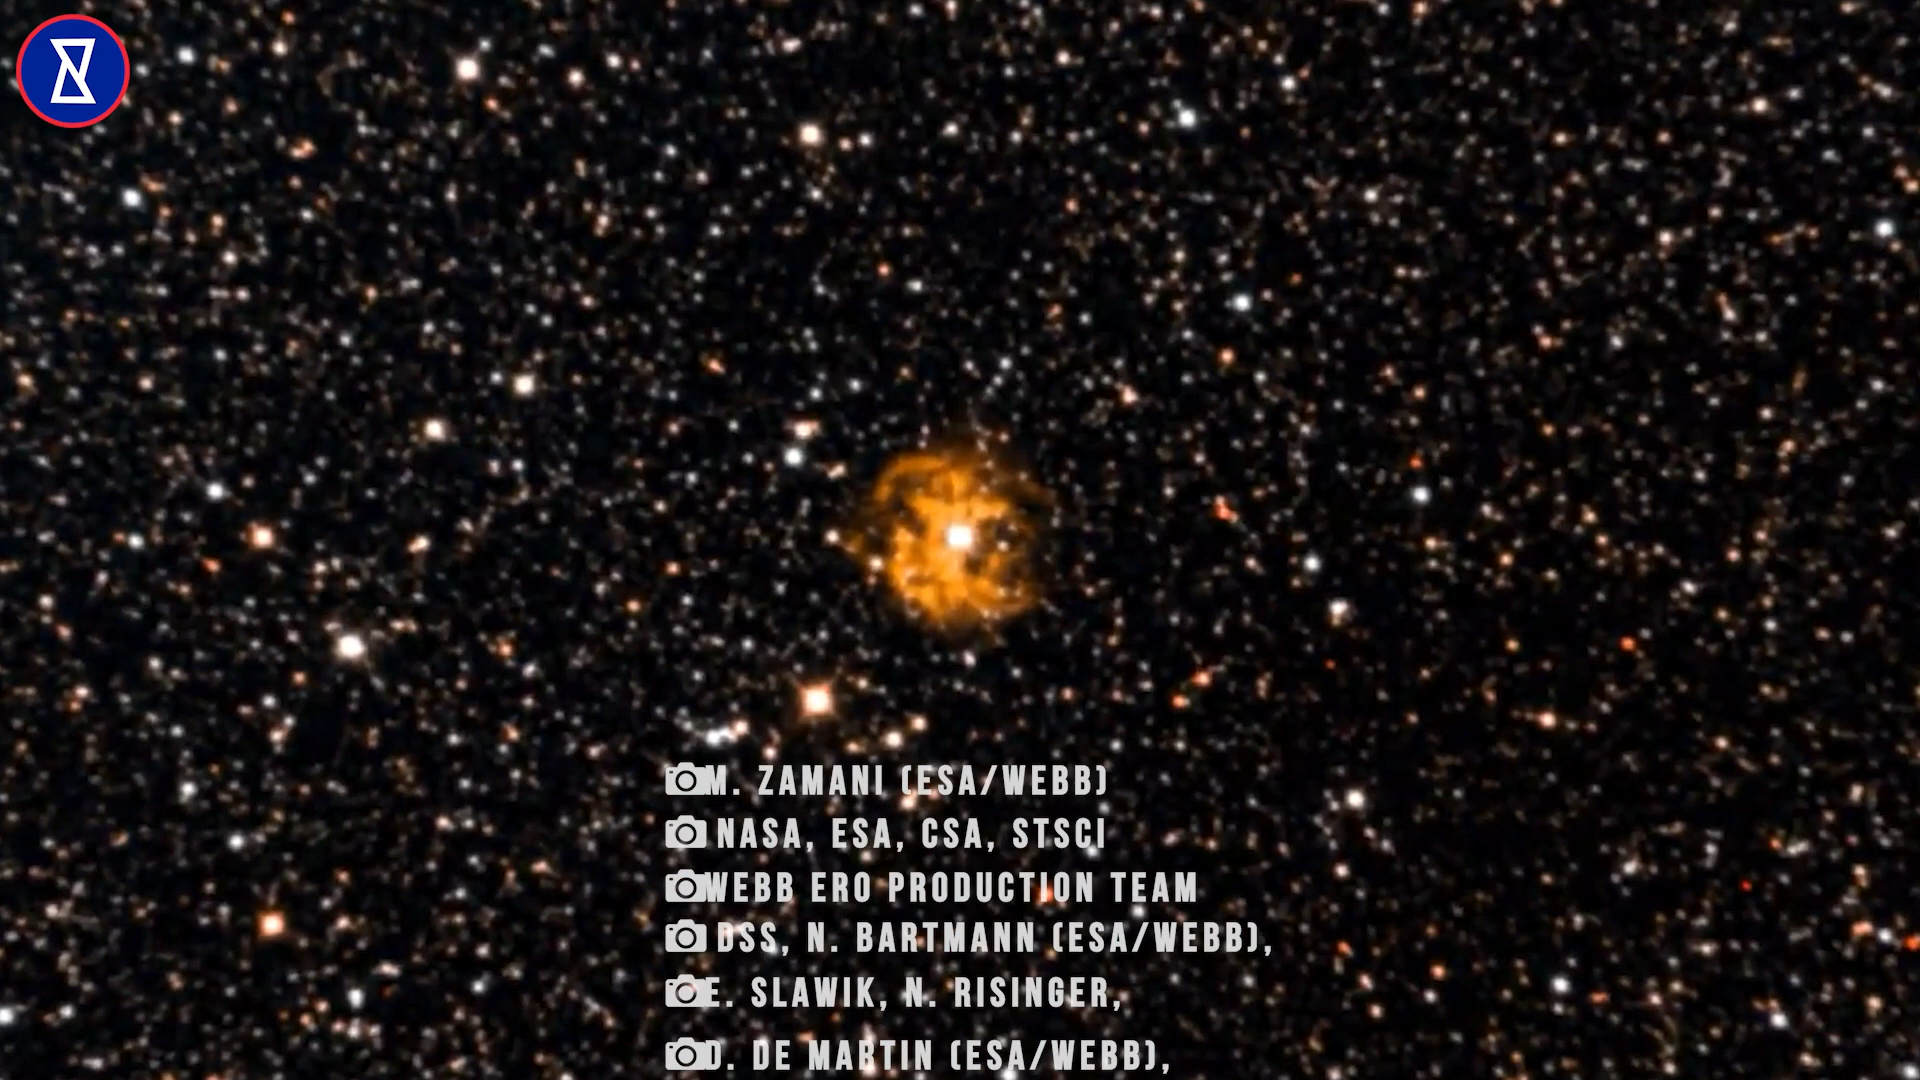 M. ZAMANI (ESA/WEBB)
NASA, ESA, CSA, STSCI
WEBB ERO PRODUCTION TEAM
DSS, N. BARTMANN (ESA/WEBB),
E. SLAWIK, N. RISINGER,
D. DE MARTIN (ESA/WEBB),